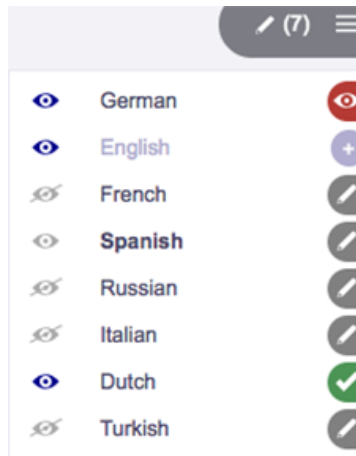 (7)
German
English
French
Spanish
Russian
Italian
Dutch
Turkish